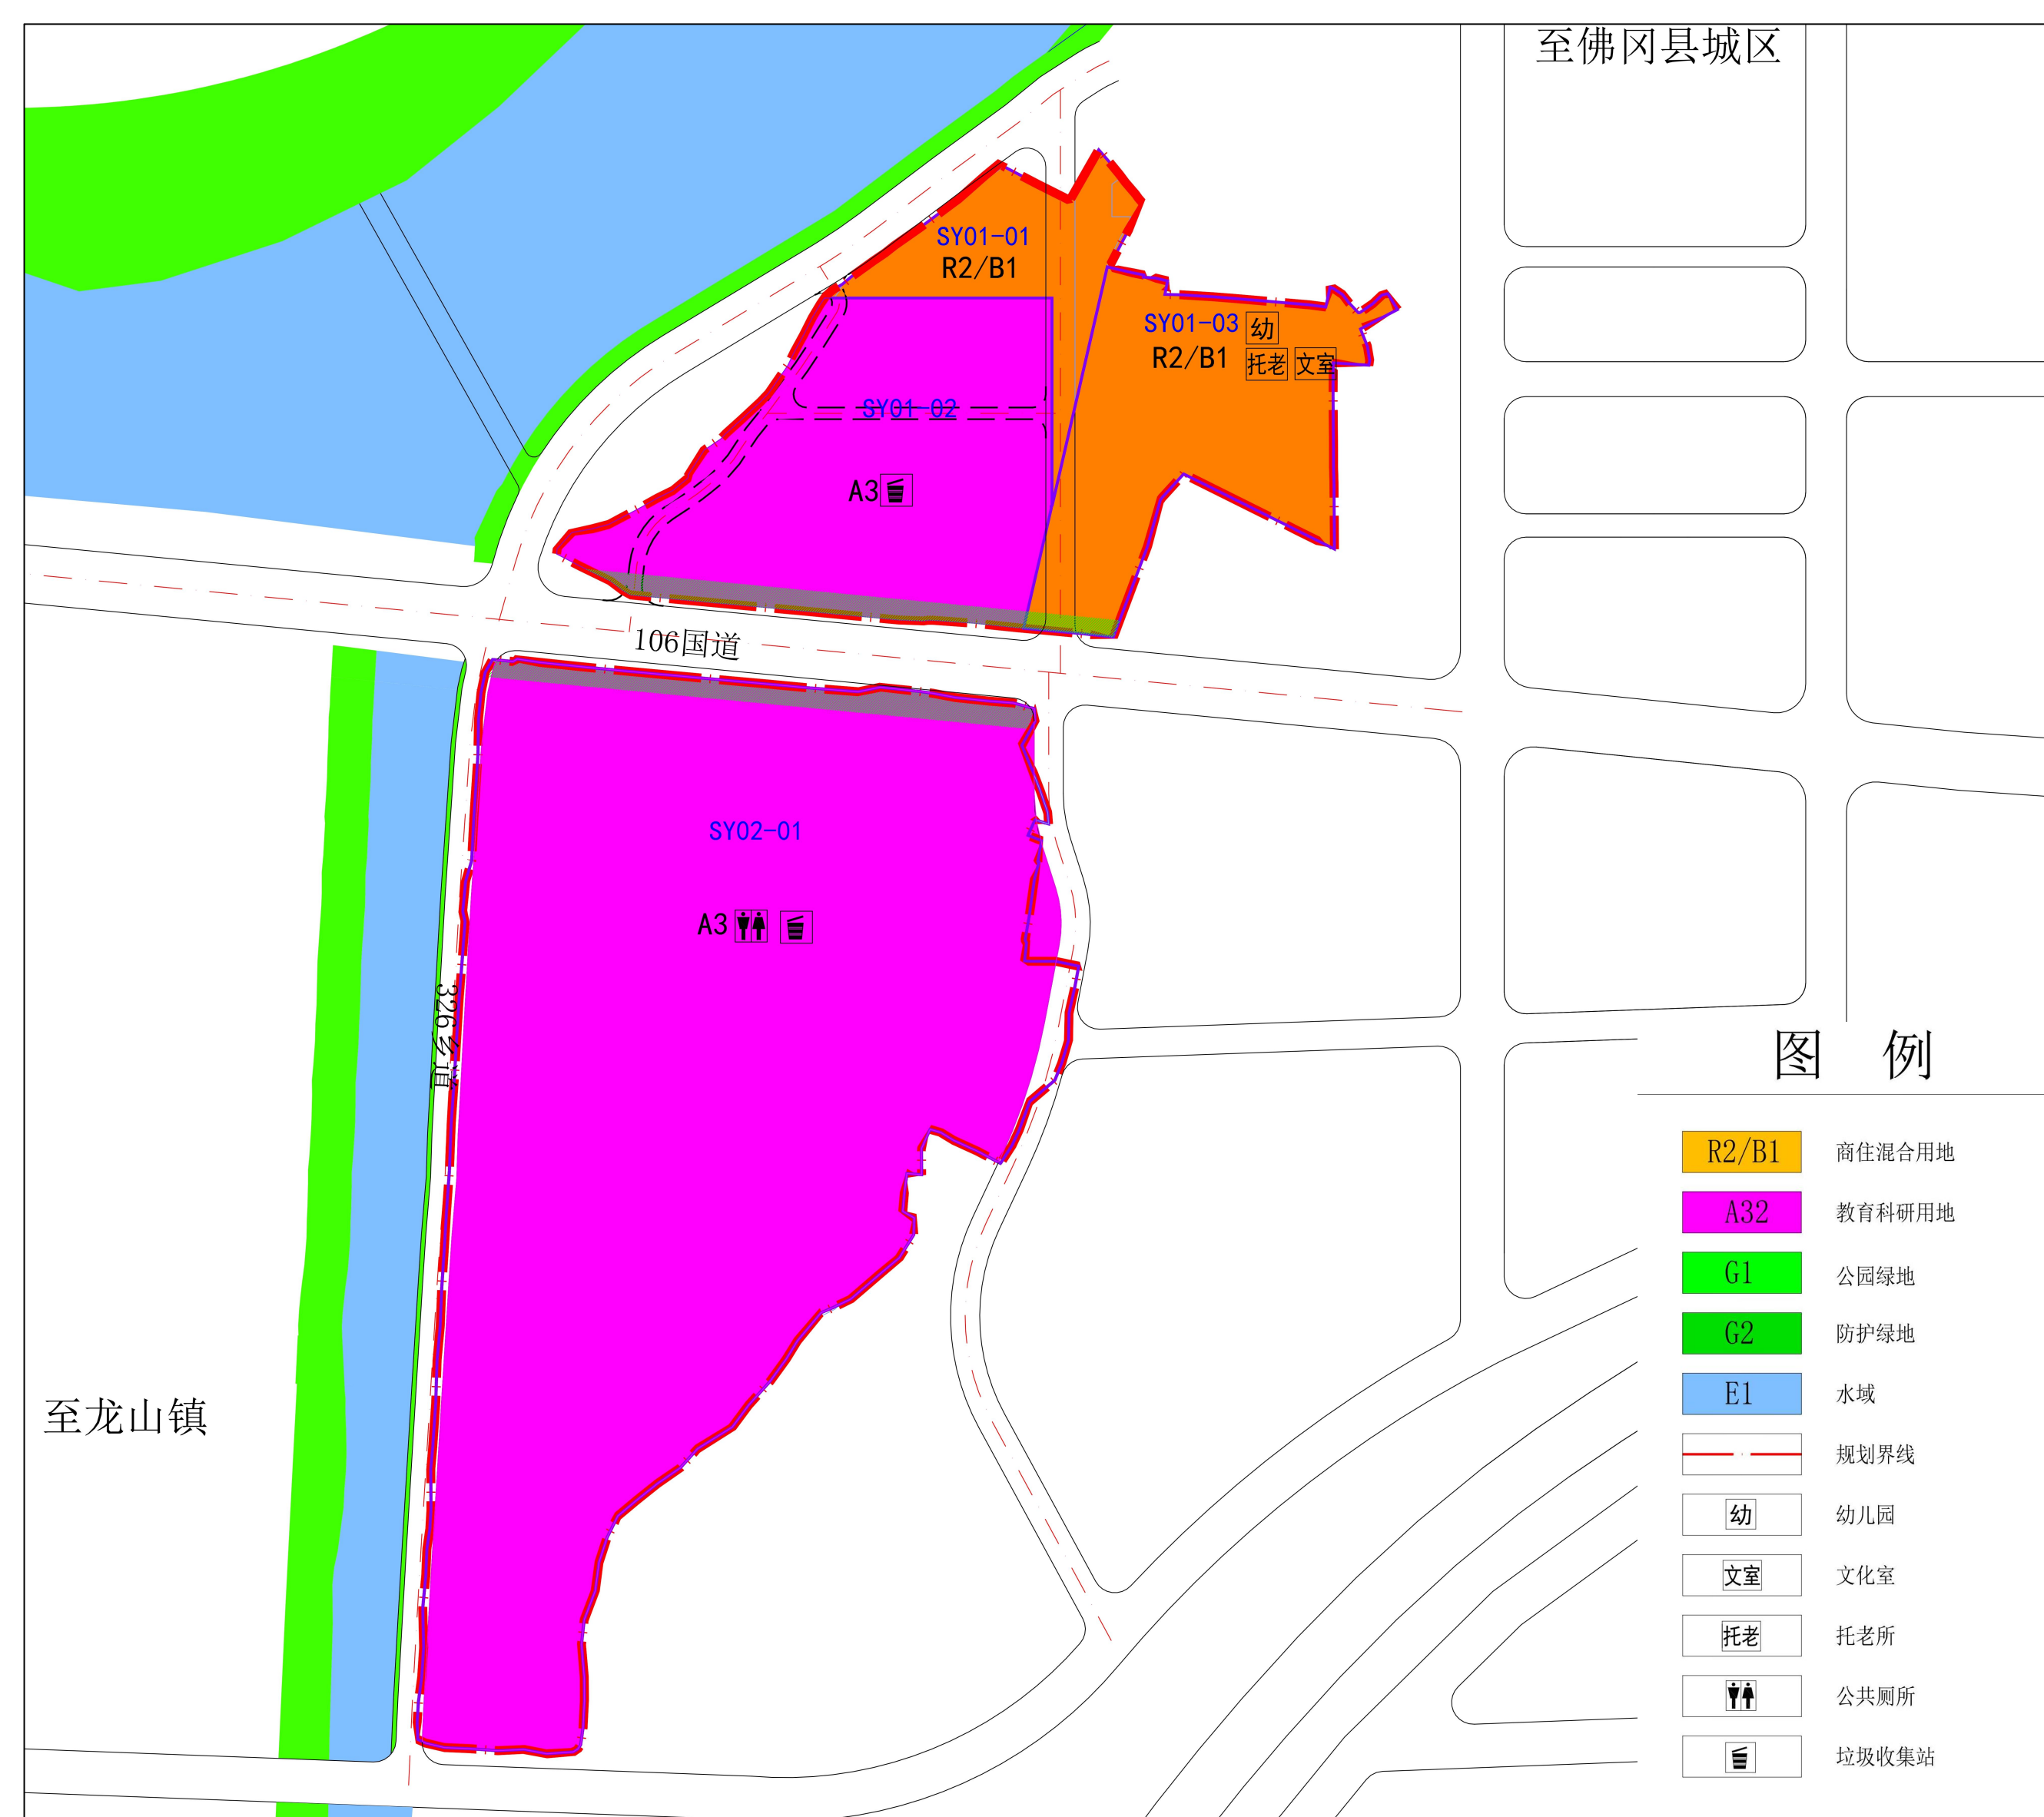 至佛冈县城区
SY01-01
R2/B1
SY01-03 幼
R2/B1 托老 文室
SY01-02
A3
106国道
SY02-01
A3
326乡道
至龙山镇
图 例
R2/B1 商住混合用地
A32 教育科研用地
G1 公园绿地
G2 防护绿地
E1 水域
规划界线
幼 幼儿园
文室 文化室
托老 托老所
公共厕所
垃圾收集站